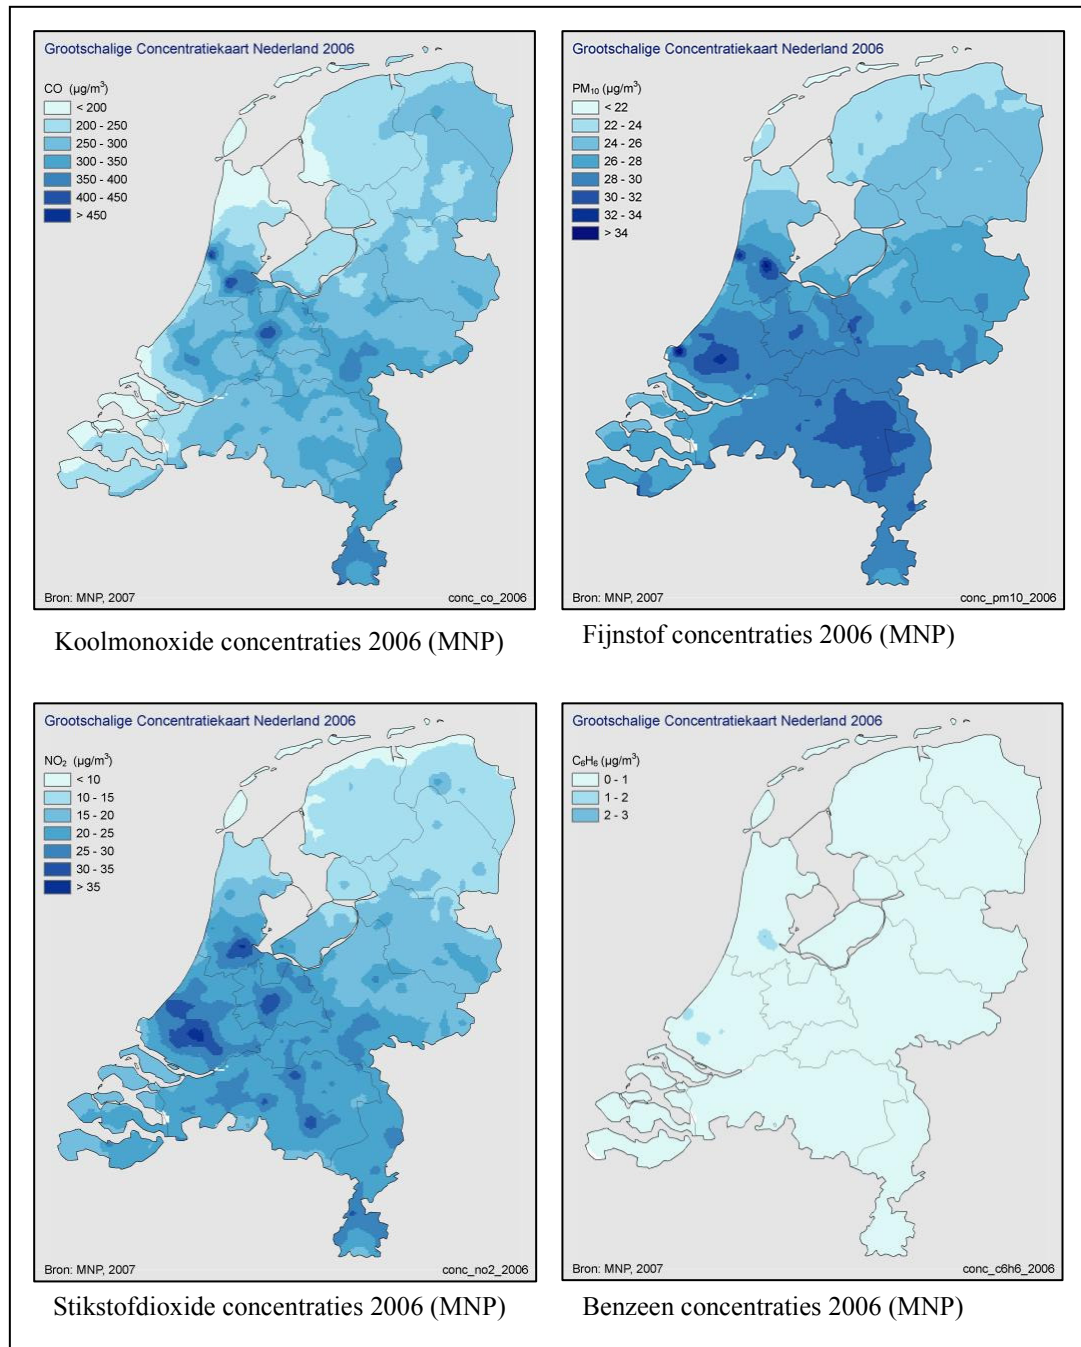 Grootschalige Concentratiekaart Nederland 2006
CO (µg/m³)
< 200
200 - 250
250 - 300
300 - 350
350 - 400
400 - 450
> 450
Bron: MNP, 2007
conc_co_2006
Koolmonoxide concentraties 2006 (MNP)
Grootschalige Concentratiekaart Nederland 2006
PM₁₀ (µg/m³)
< 22
22 - 24
24 - 26
26 - 28
28 - 30
30 - 32
32 - 34
> 34
Bron: MNP, 2007
conc_pm10_2006
Fijnstof concentraties 2006 (MNP)
Grootschalige Concentratiekaart Nederland 2006
NO₂ (µg/m³)
< 10
10 - 15
15 - 20
20 - 25
25 - 30
30 - 35
> 35
Bron: MNP, 2007
conc_no2_2006
Stikstofdioxide concentraties 2006 (MNP)
Grootschalige Concentratiekaart Nederland 2006
C₆H₆ (µg/m³)
0 - 1
1 - 2
2 - 3
Bron: MNP, 2007
conc_c6h6_2006
Benzeen concentraties 2006 (MNP)